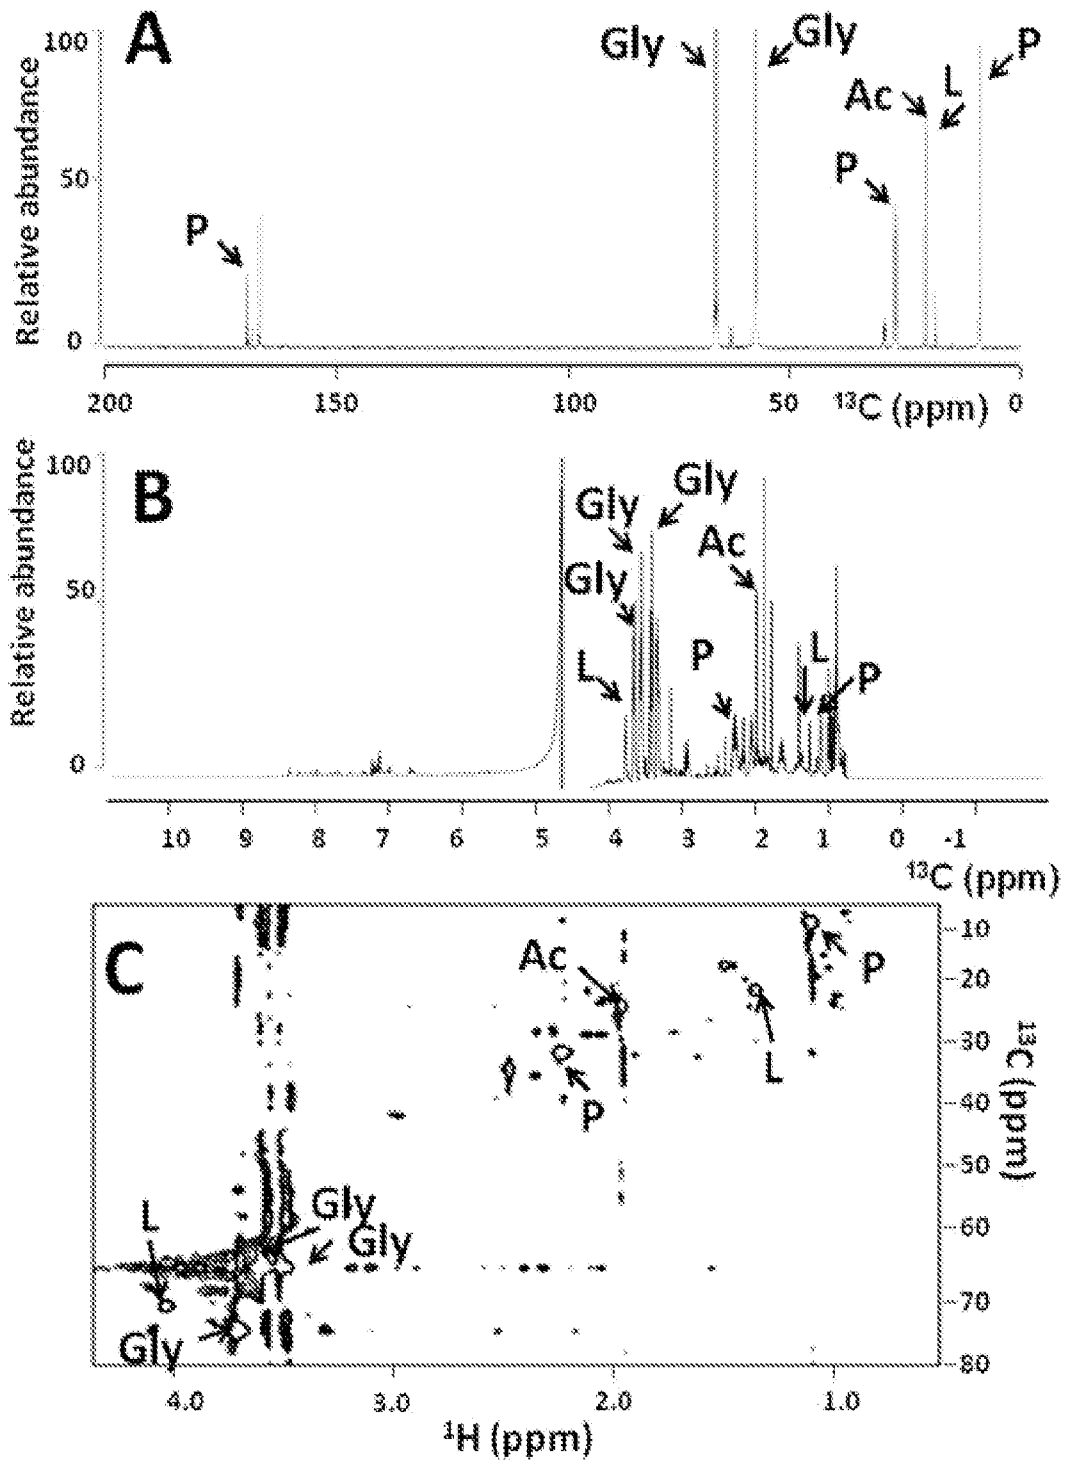 A
Relative abundance
100
50
0
Gly
Gly
Ac
L
P
P
P
200
150
100
50
¹³C (ppm)
0
B
Relative abundance
100
50
0
Gly
Gly
Gly
Ac
L
P
L
P
10
9
8
7
6
5
4
3
2
1
0
-1
¹³C (ppm)
C
Ac
P
L
P
L
Gly
Gly
Gly
10
20
30
40
50
60
70
80
¹³C (ppm)
4.0
3.0
2.0
1.0
¹H (ppm)